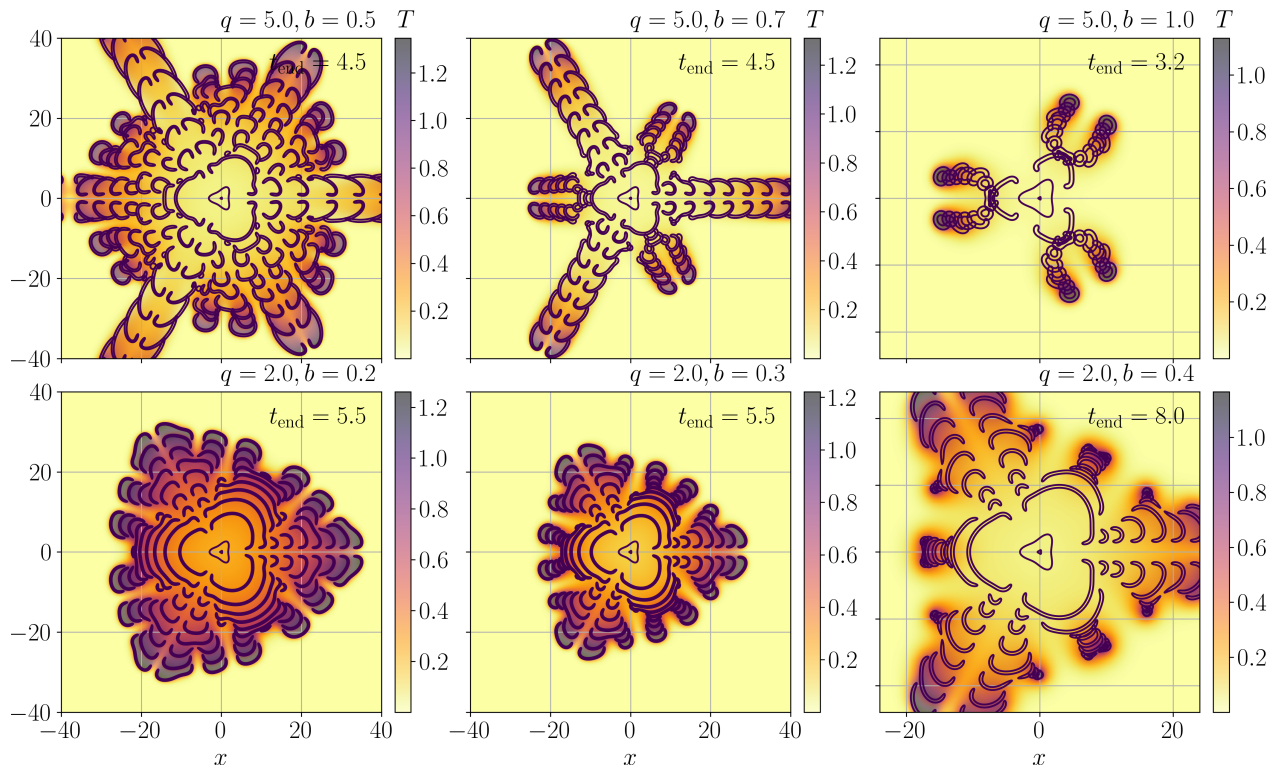 q = 5.0, b = 0.5 T
q = 5.0, b = 0.7 T
q = 5.0, b = 1.0 T
t_end = 4.5
t_end = 4.5
t_end = 3.2
40
20
0
−20
−40
1.2
1.0
0.8
0.6
0.4
0.2
1.2
1.0
0.8
0.6
0.4
0.2
1.0
0.8
0.6
0.4
0.2
q = 2.0, b = 0.2
q = 2.0, b = 0.3
q = 2.0, b = 0.4
t_end = 5.5
t_end = 5.5
t_end = 8.0
40
20
0
−20
−40
1.2
1.0
0.8
0.6
0.4
0.2
1.2
1.0
0.8
0.6
0.4
0.2
1.0
0.8
0.6
0.4
0.2
−40 −20 0 20 40
−40 −20 0 20 40
−20 0 20
x
x
x